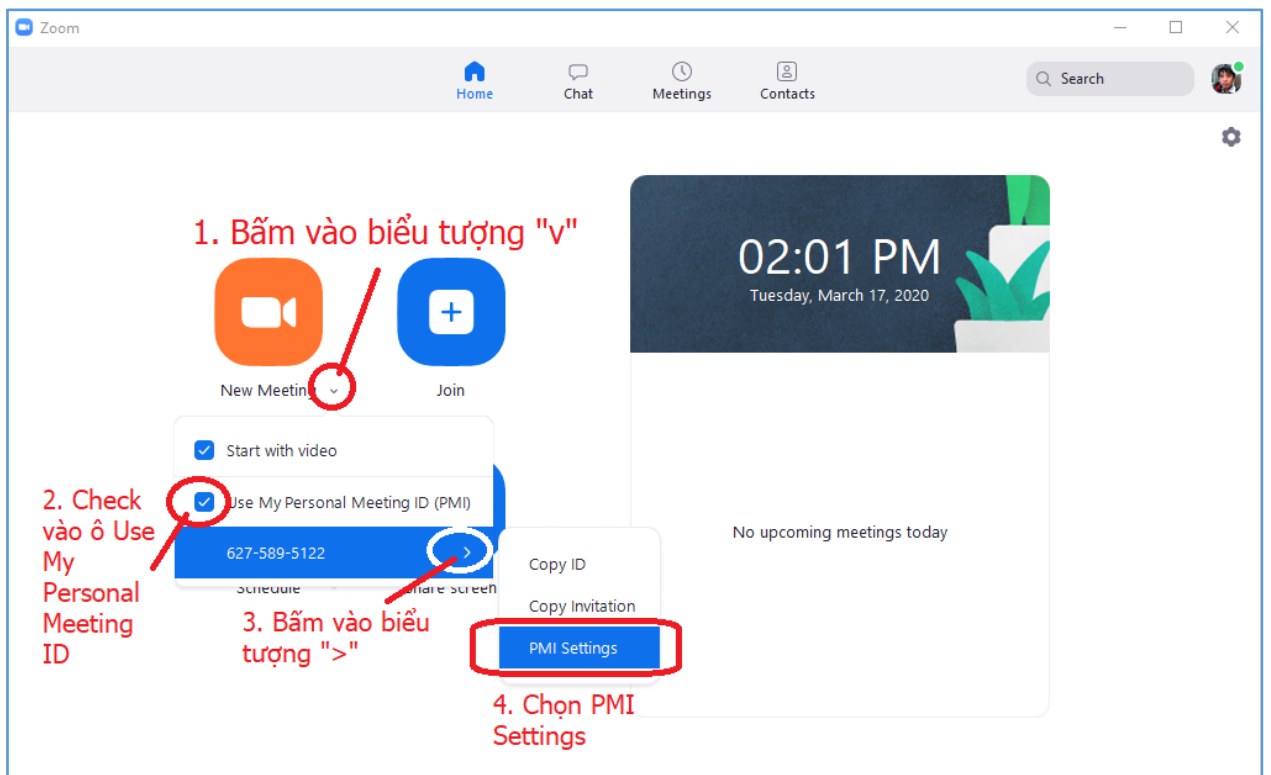 Zoom
Home
Chat
Meetings
Contacts
Search
1. Bấm vào biểu tượng "v"
02:01 PM
Tuesday, March 17, 2020
New Meeting
Join
Start with video
2. Check
vào ô Use
My
Personal
Meeting
ID
Use My Personal Meeting ID (PMI)
627-589-5122
No upcoming meetings today
Schedule
Share screen
Copy ID
Copy Invitation
PMI Settings
3. Bấm vào biểu
tượng ">"
4. Chọn PMI
Settings